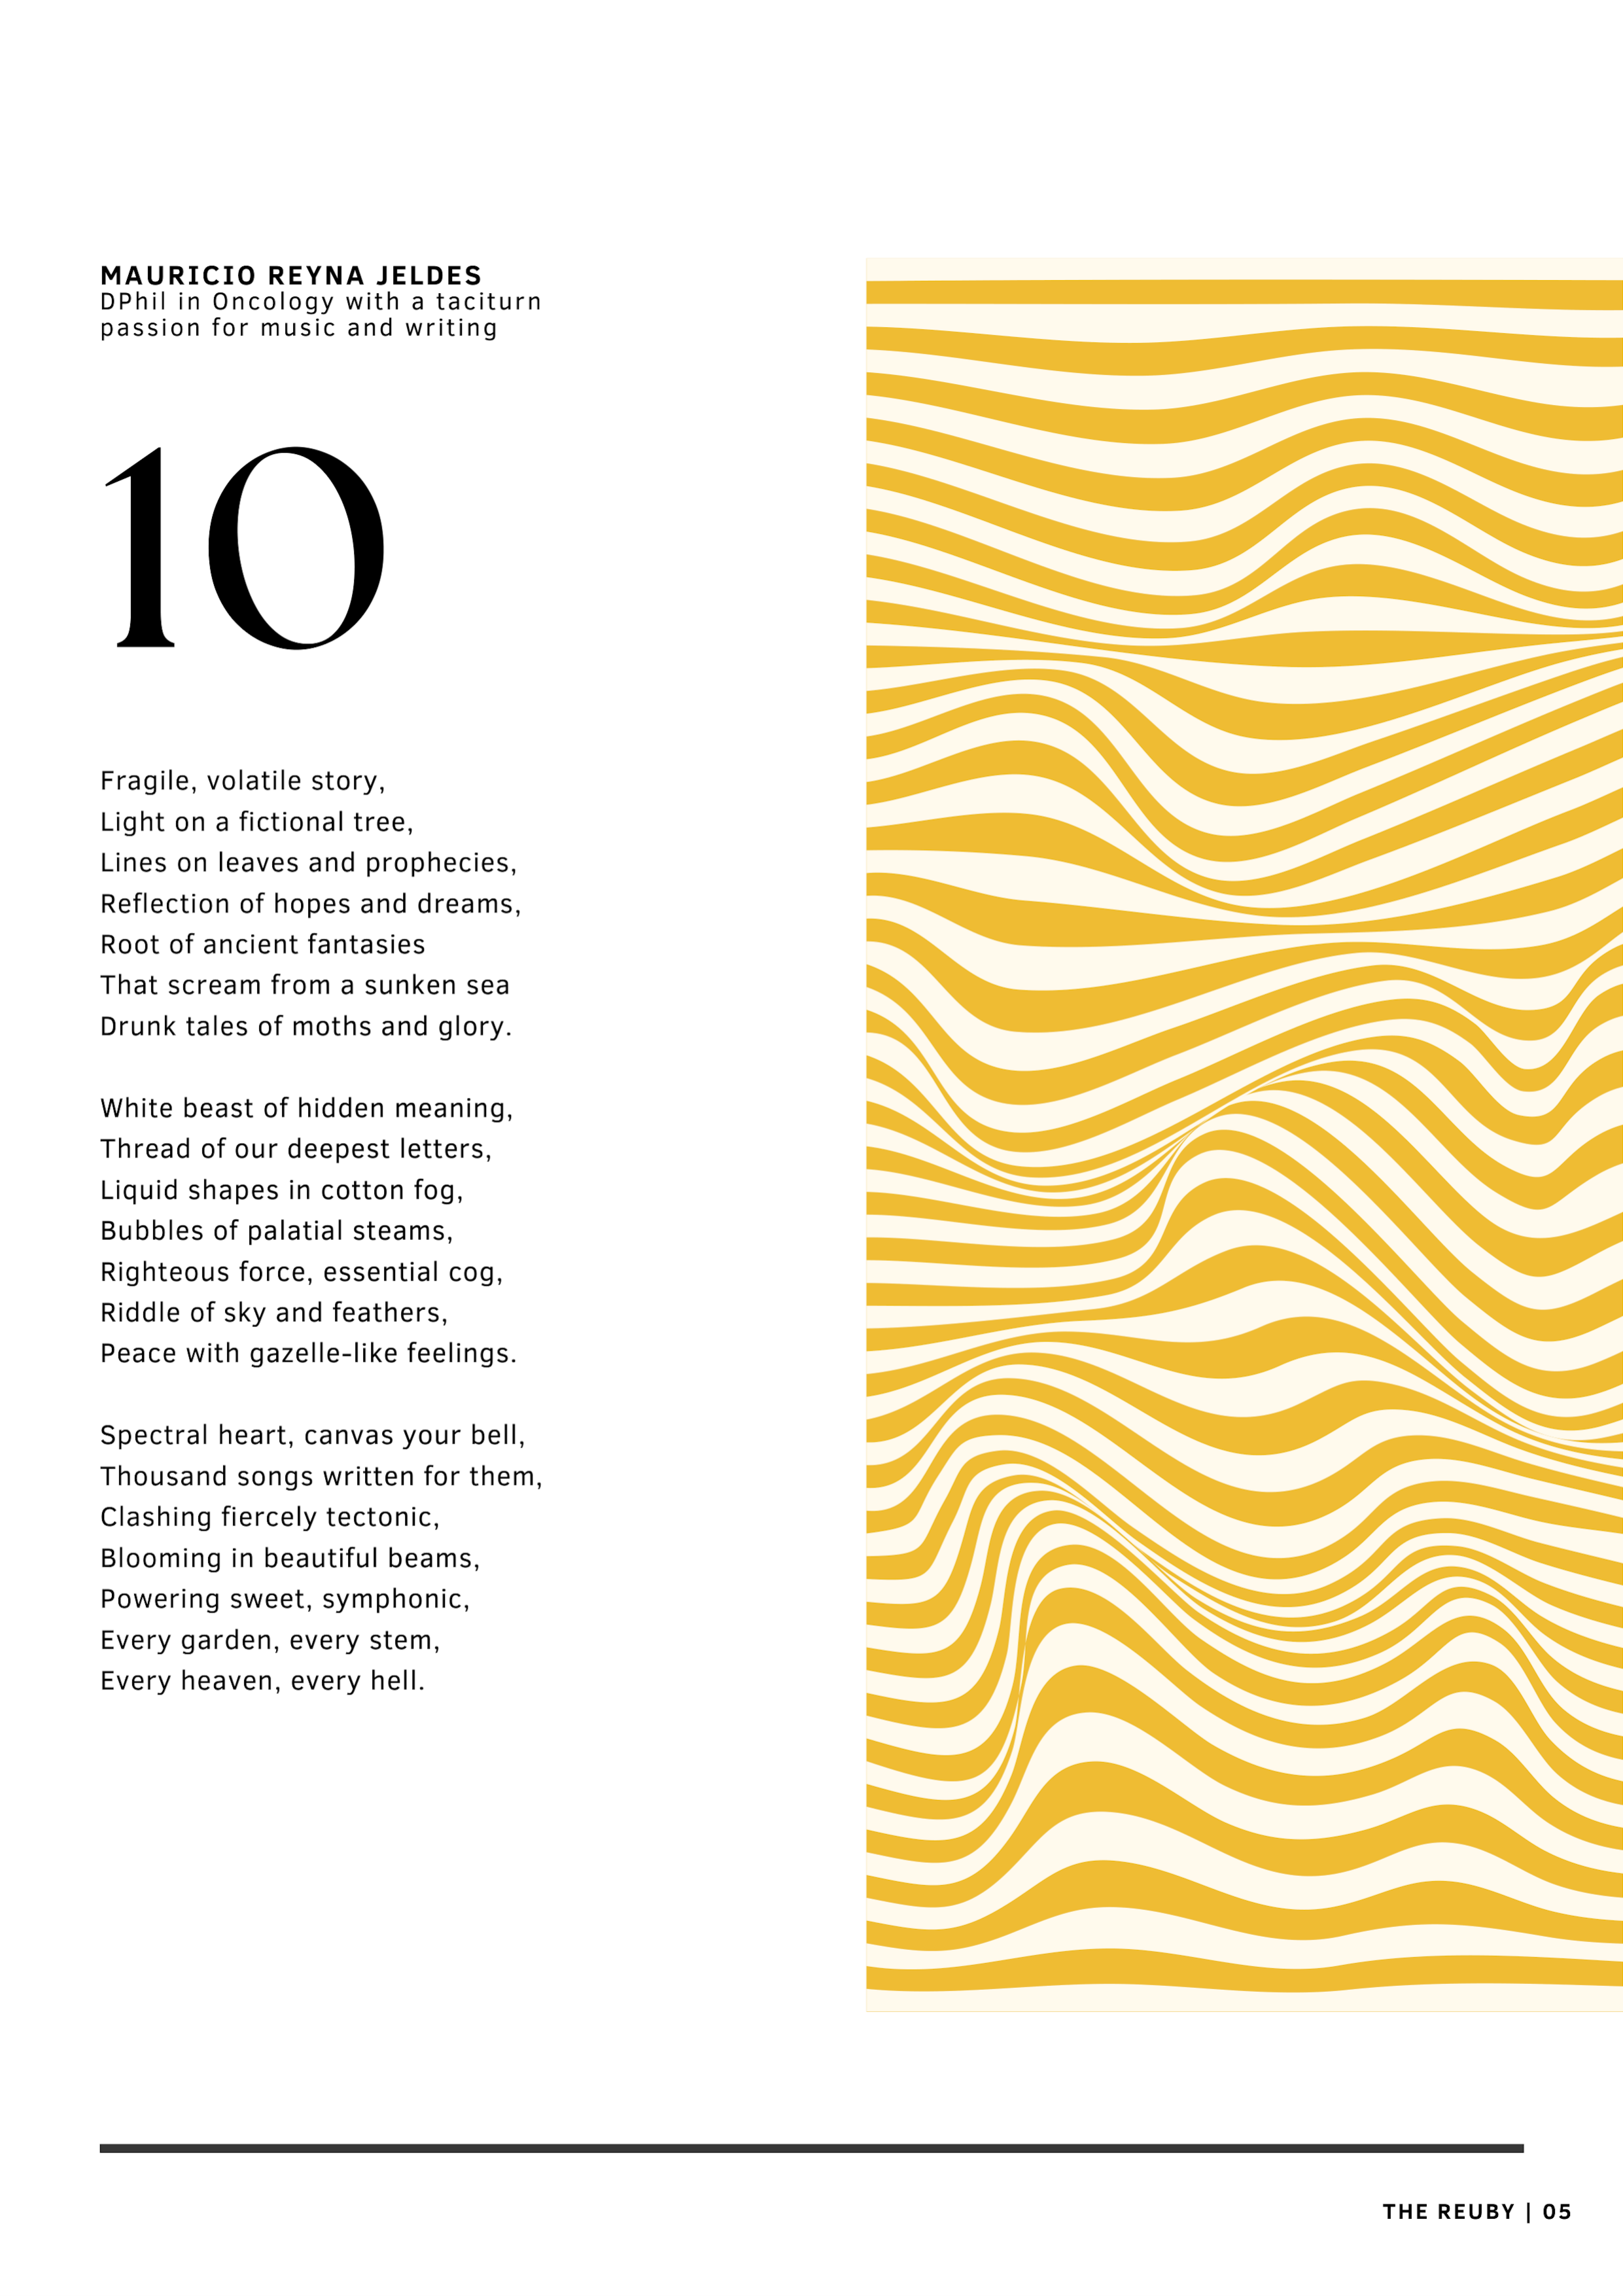 MAURICIO REYNA JELDES
DPhil in Oncology with a taciturn
passion for music and writing
10
Fragile, volatile story,
Light on a fictional tree,
Lines on leaves and prophecies,
Reflection of hopes and dreams,
Root of ancient fantasies
That scream from a sunken sea
Drunk tales of moths and glory.
White beast of hidden meaning,
Thread of our deepest letters,
Liquid shapes in cotton fog,
Bubbles of palatial steams,
Righteous force, essential cog,
Riddle of sky and feathers,
Peace with gazelle-like feelings.
Spectral heart, canvas your bell,
Thousand songs written for them,
Clashing fiercely tectonic,
Blooming in beautiful beams,
Powering sweet, symphonic,
Every garden, every stem,
Every heaven, every hell.
THE REUBY | 05